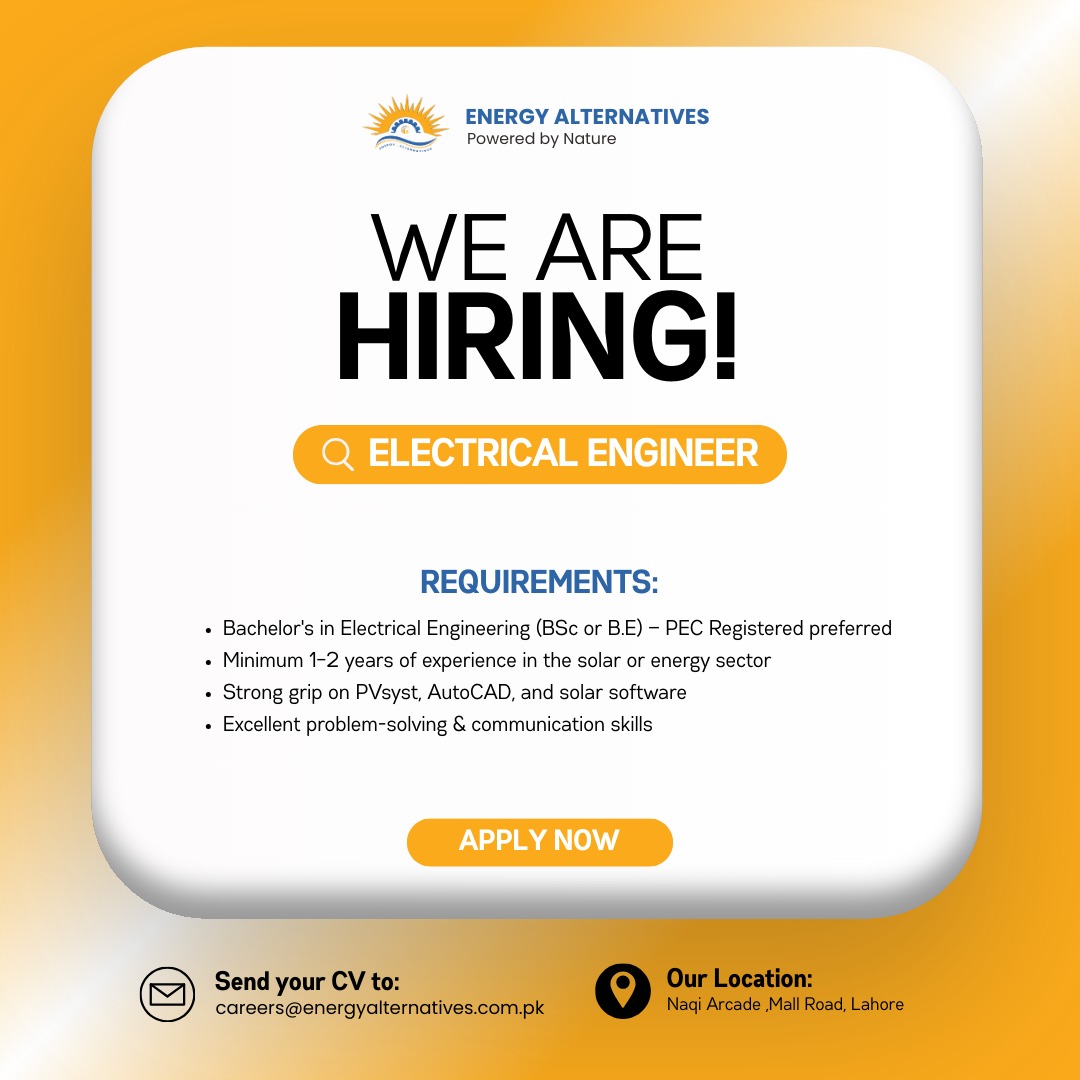 ENERGY ALTERNATIVES
Powered by Nature
WE ARE
HIRING!
ELECTRICAL ENGINEER
REQUIREMENTS:
• Bachelor's in Electrical Engineering (BSc or B.E) – PEC Registered preferred
• Minimum 1–2 years of experience in the solar or energy sector
• Strong grip on PVsyst, AutoCAD, and solar software
• Excellent problem-solving & communication skills
APPLY NOW
Send your CV to:
careers@energyalternatives.com.pk
Our Location:
Naqi Arcade ,Mall Road, Lahore